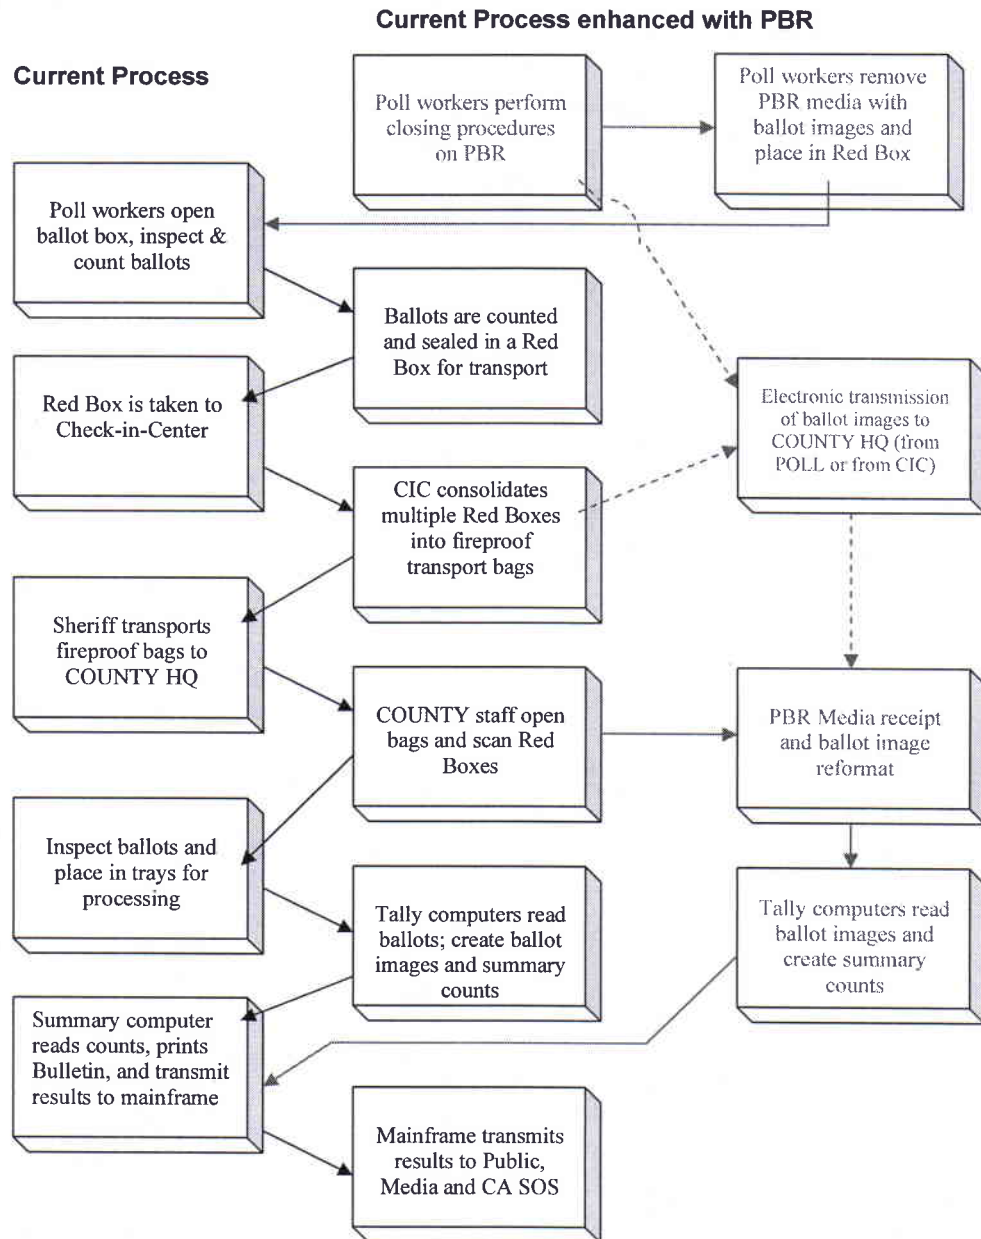 Current Process enhanced with PBR
Current Process
Poll workers perform
closing procedures
on PBR
Poll workers remove
PBR media with
ballot images and
place in Red Box
Poll workers open
ballot box, inspect &
count ballots
Ballots are counted
and sealed in a Red
Box for transport
Red Box is taken to
Check-in-Center
Electronic transmission
of ballot images to
COUNTY HQ (from
POLL or from CIC)
CIC consolidates
multiple Red Boxes
into fireproof
transport bags
Sheriff transports
fireproof bags to
COUNTY HQ
COUNTY staff open
bags and scan Red
Boxes
PBR Media receipt
and ballot image
reformat
Inspect ballots and
place in trays for
processing
Tally computers read
ballots; create ballot
images and summary
counts
Tally computers read
ballot images and
create summary
counts
Summary computer
reads counts, prints
Bulletin, and transmit
results to mainframe
Mainframe transmits
results to Public,
Media and CA SOS